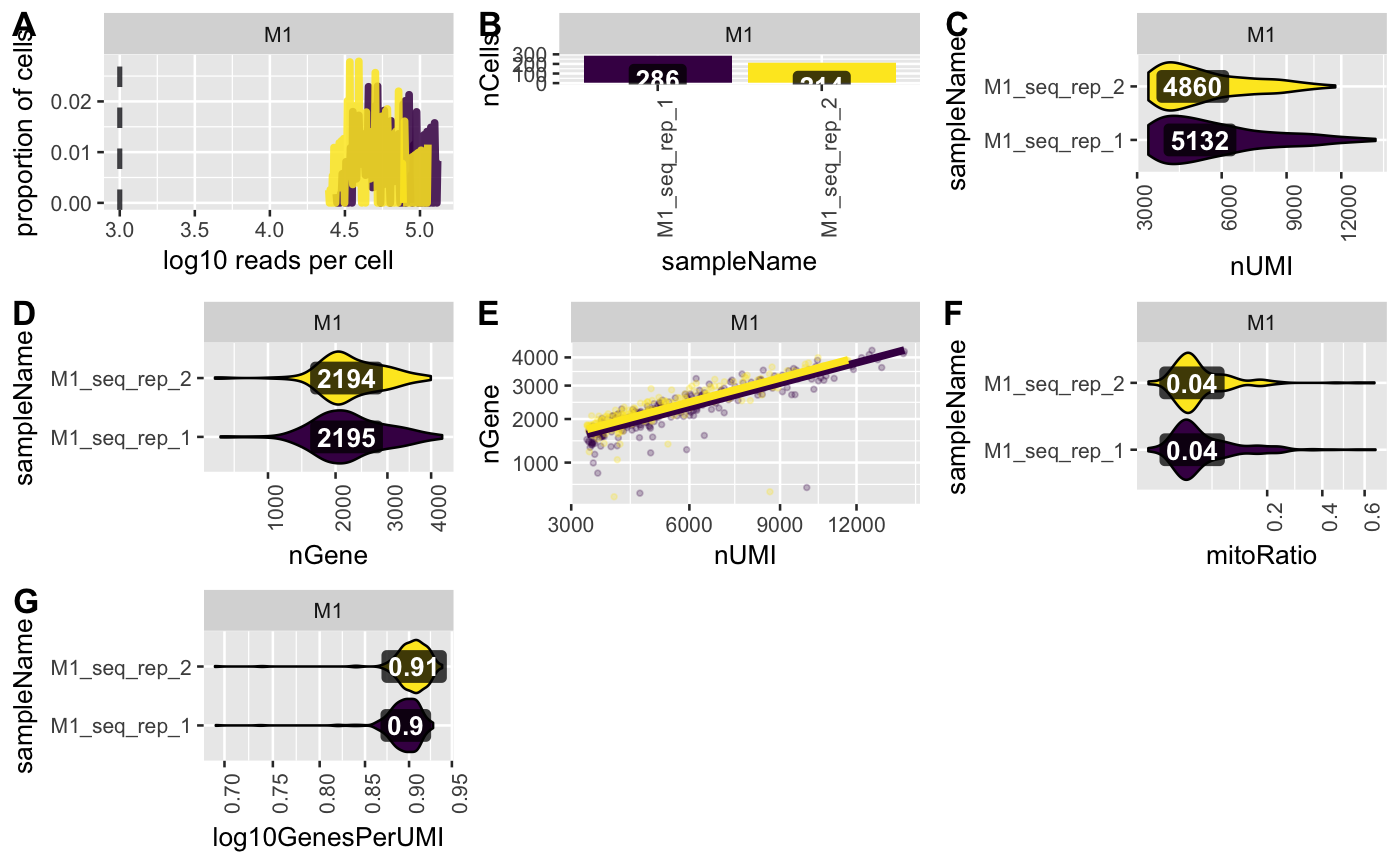 A
M1
proportion of cells
0.02
0.01
0.00
3.0 3.5 4.0 4.5 5.0
log10 reads per cell
B
M1
nCells
300
200
100
0
286
214
M1_seq_rep_1
M1_seq_rep_2
sampleName
C
M1
sampleName
M1_seq_rep_2
4860
M1_seq_rep_1
5132
3000 6000 9000 12000
nUMI
D
M1
sampleName
M1_seq_rep_2
2194
M1_seq_rep_1
2195
1000 2000 3000 4000
nGene
E
M1
nGene
4000
3000
2000
1000
3000 6000 9000 12000
nUMI
F
M1
sampleName
M1_seq_rep_2
0.04
M1_seq_rep_1
0.04
0.2 0.4 0.6
mitoRatio
G
M1
sampleName
M1_seq_rep_2
0.91
M1_seq_rep_1
0.9
0.70 0.75 0.80 0.85 0.90 0.95
log10GenesPerUMI